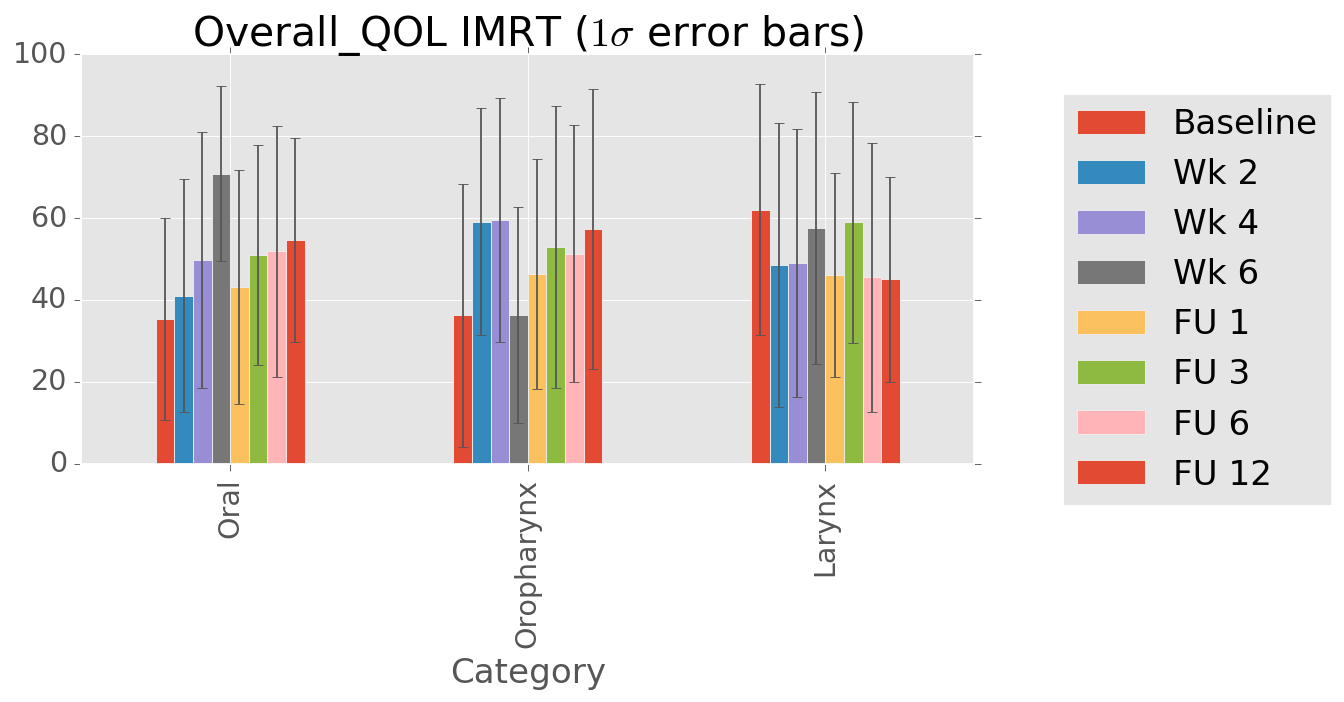 Overall_QOL IMRT (1σ error bars)
100
80
60
40
20
0
Oral
Oropharynx
Larynx
Category
Baseline
Wk 2
Wk 4
Wk 6
FU 1
FU 3
FU 6
FU 12